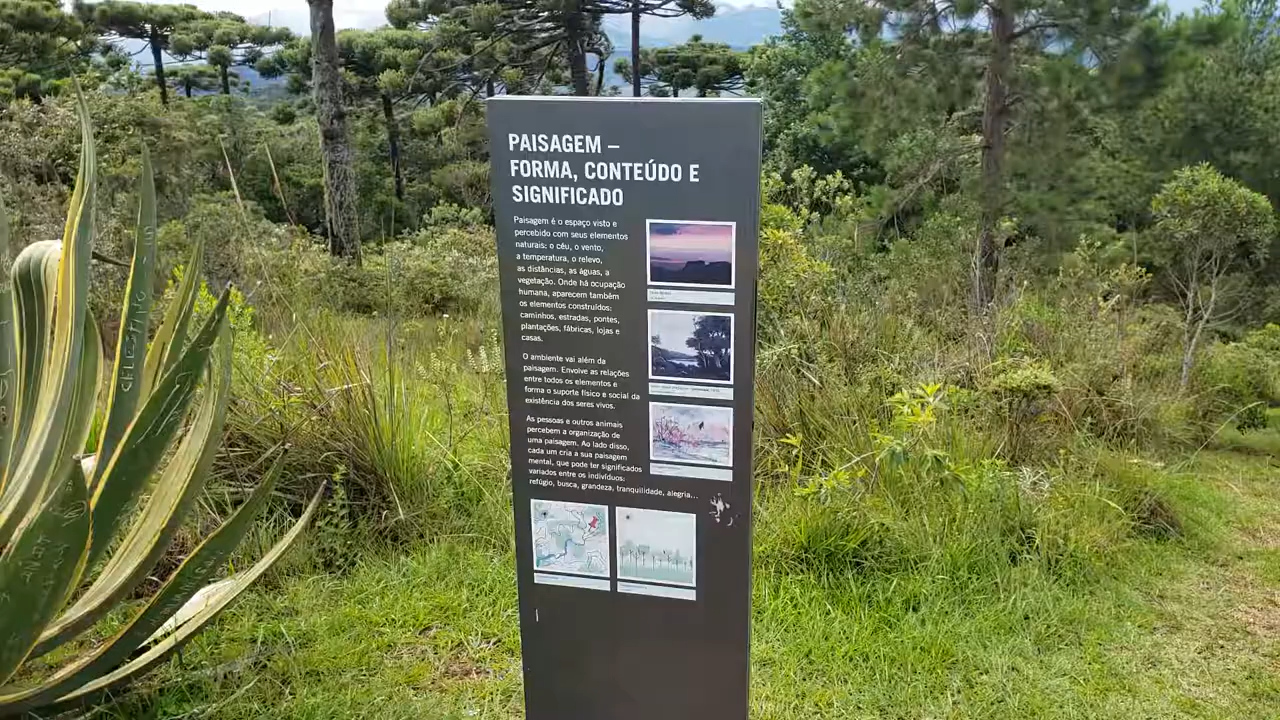 PAISAGEM –
FORMA, CONTEÚDO E
SIGNIFICADO
Paisagem é o espaço visto e
percebido com seus elementos
naturais: o céu, o vento,
a temperatura, o relevo,
as distâncias, as águas, a
vegetação. Onde há ocupação
humana, aparecem também
os elementos construídos:
caminhos, estradas, pontes,
plantações, fábricas, lojas e
casas.
O ambiente vai além da
paisagem. Envolve as relações
entre todos os elementos e
forma o suporte físico e social da
existência dos seres vivos.
As pessoas e outros animais
percebem a organização de
uma paisagem. Ao lado disso,
cada um cria a sua paisagem
mental, que pode ter significados
variados entre os indivíduos:
refúgio, busca, grandeza, tranquilidade, alegria...
CELESTINO